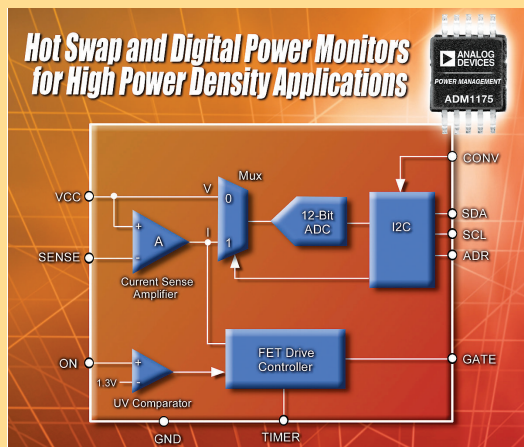 Hot Swap and Digital Power Monitors
for High Power Density Applications
ANALOG
DEVICES
POWER MANAGEMENT
ADM1175
CONV
VCC
V
Mux
0
12-Bit
ADC
I2C
SDA
SCL
ADR
+
A
-
I
1
SENSE
Current Sense
Amplifier
ON
+
1.3V
-
UV Comparator
FET Drive
Controller
GATE
GND
TIMER